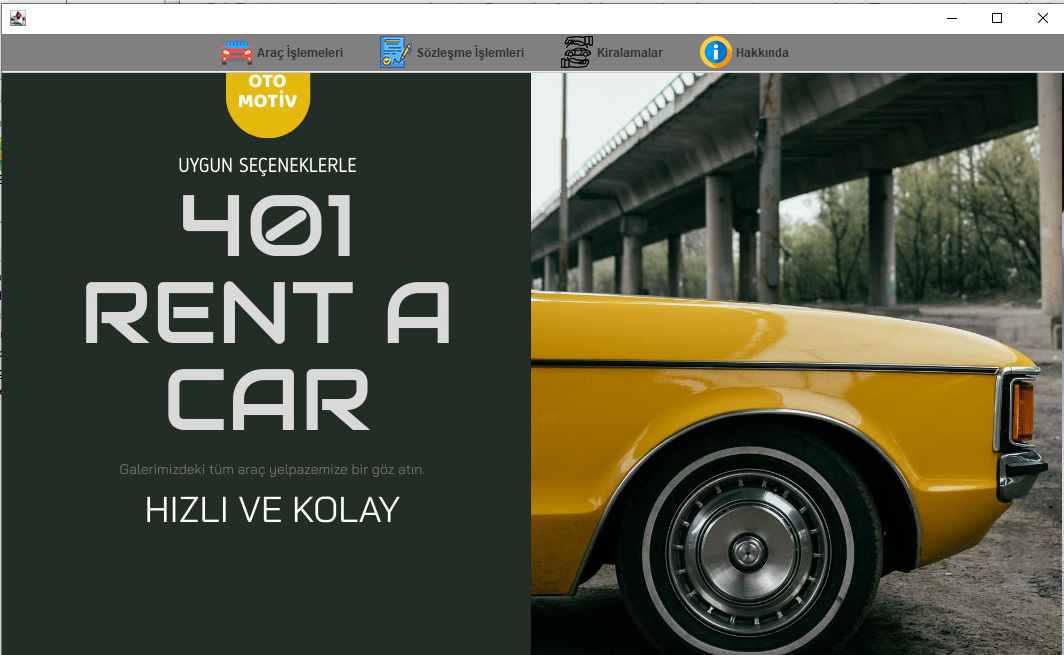 Araç İşlemeleri
Sözleşme İşlemleri
Kiralamalar
Hakkında
OTO
MOTİV
UYGUN SEÇENEKLERLE
401
RENT A
CAR
Galerimizdeki tüm araç yelpazemize bir göz atın.
HIZLI VE KOLAY